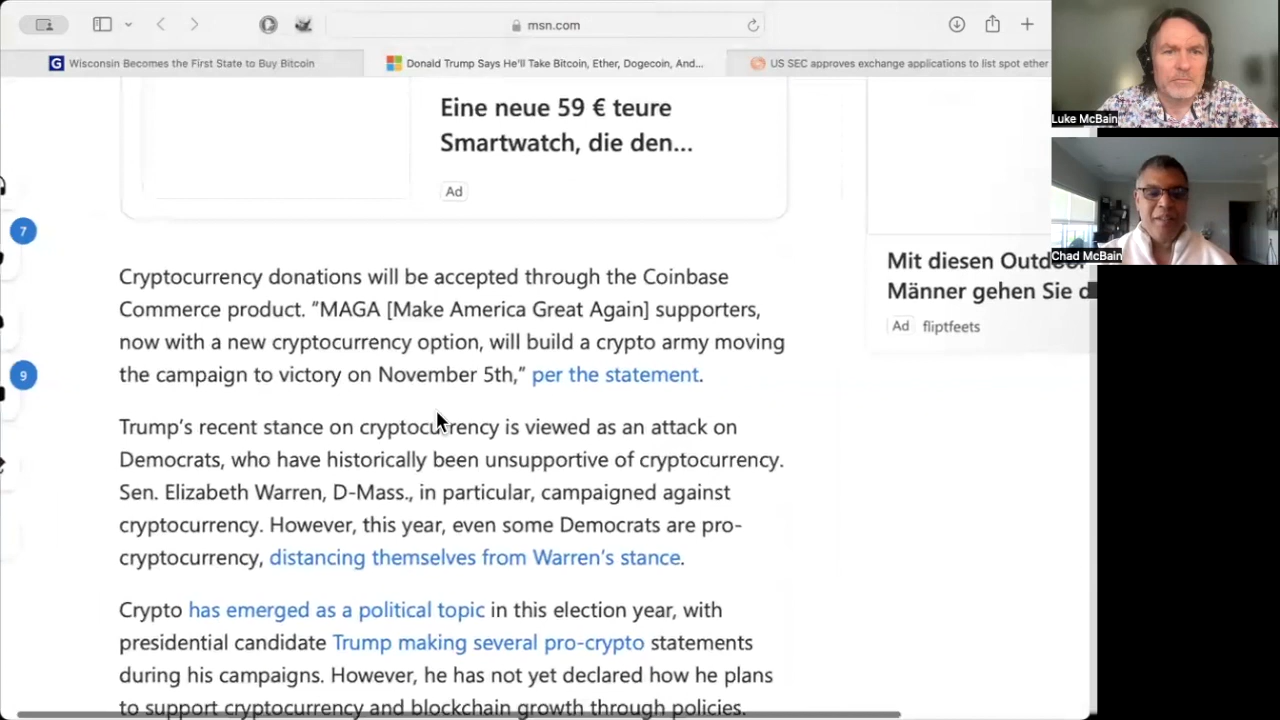 msn.com
Wisconsin Becomes the First State to Buy Bitcoin
Donald Trump Says He'll Take Bitcoin, Ether, Dogecoin, And...
US SEC approves exchange applications to list spot ether
Eine neue 59 € teure
Smartwatch, die den...
Ad
7
9
Cryptocurrency donations will be accepted through the Coinbase
Commerce product. "MAGA [Make America Great Again] supporters,
now with a new cryptocurrency option, will build a crypto army moving
the campaign to victory on November 5th," per the statement.
Trump's recent stance on cryptocurrency is viewed as an attack on
Democrats, who have historically been unsupportive of cryptocurrency.
Sen. Elizabeth Warren, D-Mass., in particular, campaigned against
cryptocurrency. However, this year, even some Democrats are pro-
cryptocurrency, distancing themselves from Warren's stance.
Crypto has emerged as a political topic in this election year, with
presidential candidate Trump making several pro-crypto statements
during his campaigns. However, he has not yet declared how he plans
to support cryptocurrency and blockchain growth through policies.
Mit diesen Outdoor
Männer gehen Sie d
Ad fliptfeets
Luke McBain
Chad McBain